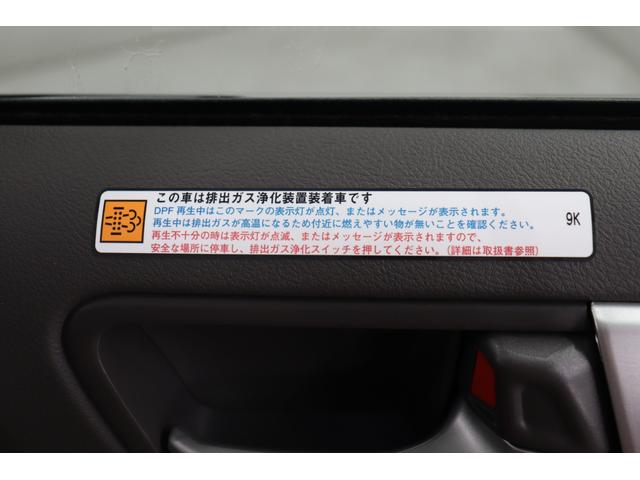 この車は排出ガス浄化装置装着車です
DPF再生中はこのマークの表示灯が点灯、またはメッセージが表示されます。
再生中は排出ガスが高温になるため付近に燃えやすい物が無いことを確認ください。
9K
再生不十分の時は表示灯が点滅、またはメッセージが表示されますので、
安全な場所に停車し、排出ガス浄化スイッチを押してください。(詳細は取扱書参照)